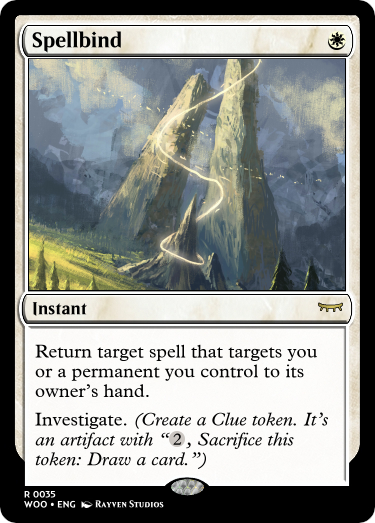 Spellbind
Instant
Return target spell that targets you
or a permanent you control to its
owner's hand.
Investigate. (Create a Clue token. It's
an artifact with “2, Sacrifice this
token: Draw a card.”)
R 0035
WOO • ENG Rayven Studios